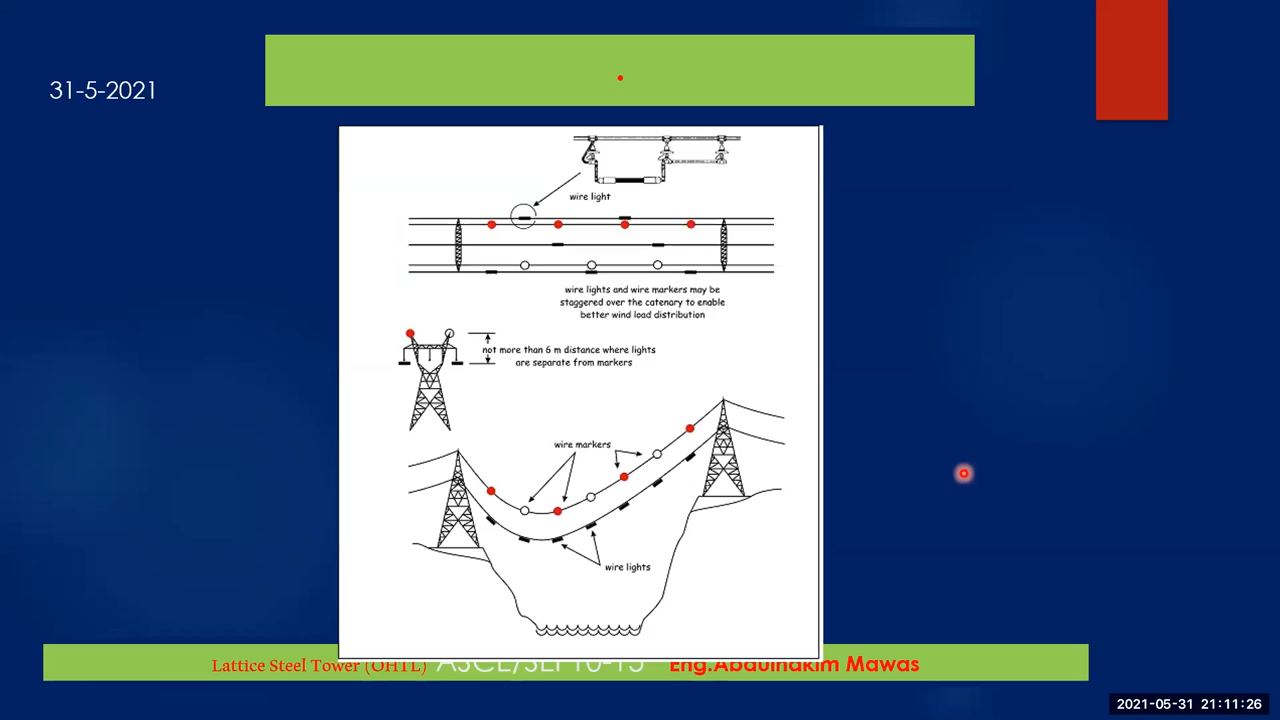 31-5-2021
wire light
wire lights and wire markers may be
staggered over the catenary to enable
better wind load distribution
not more than 6 m distance where lights
are separate from markers
wire markers
wire lights
Lattice Steel Tower (OHTL) ASCE/SEI 10-15 Eng.Abdulhakim Mawas
2021-05-31 21:11:26